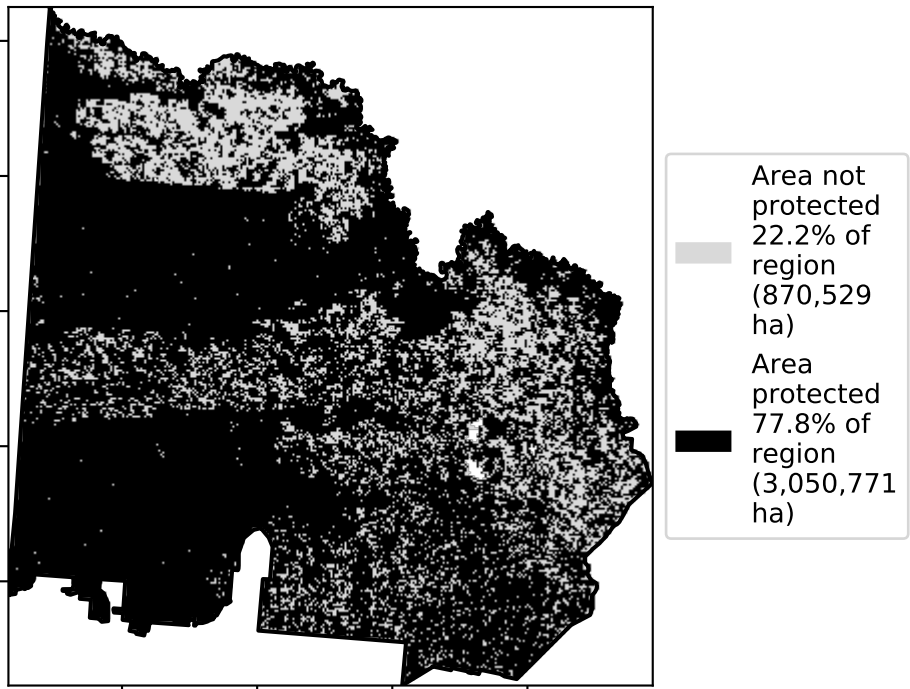 Area not
protected
22.2% of
region
(870,529
ha)
Area
protected
77.8% of
region
(3,050,771
ha)